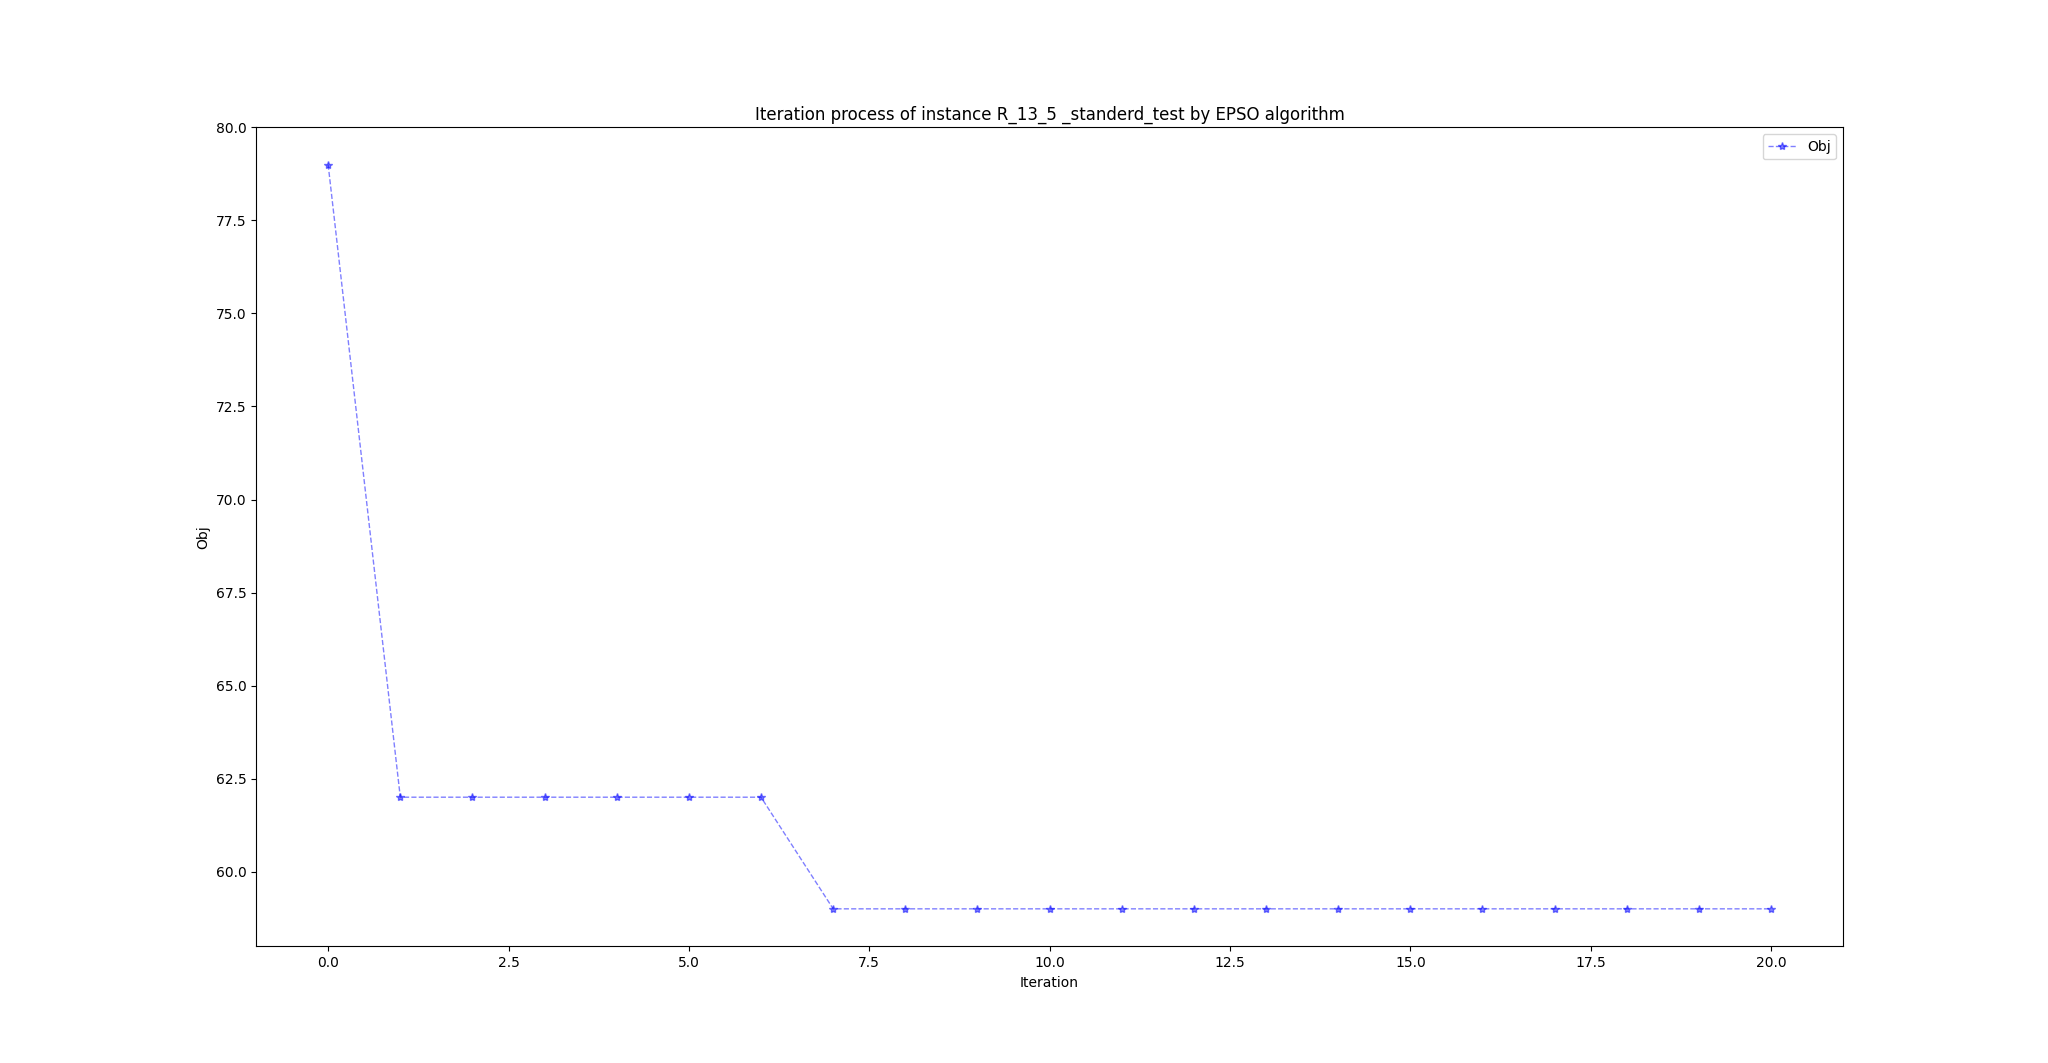 Iteration process of instance R_13_5 _standerd_test by EPSO algorithm
80.0
Obj
77.5
75.0
72.5
70.0
Obj
67.5
65.0
62.5
60.0
0.0 2.5 5.0 7.5 10.0 12.5 15.0 17.5 20.0
Iteration